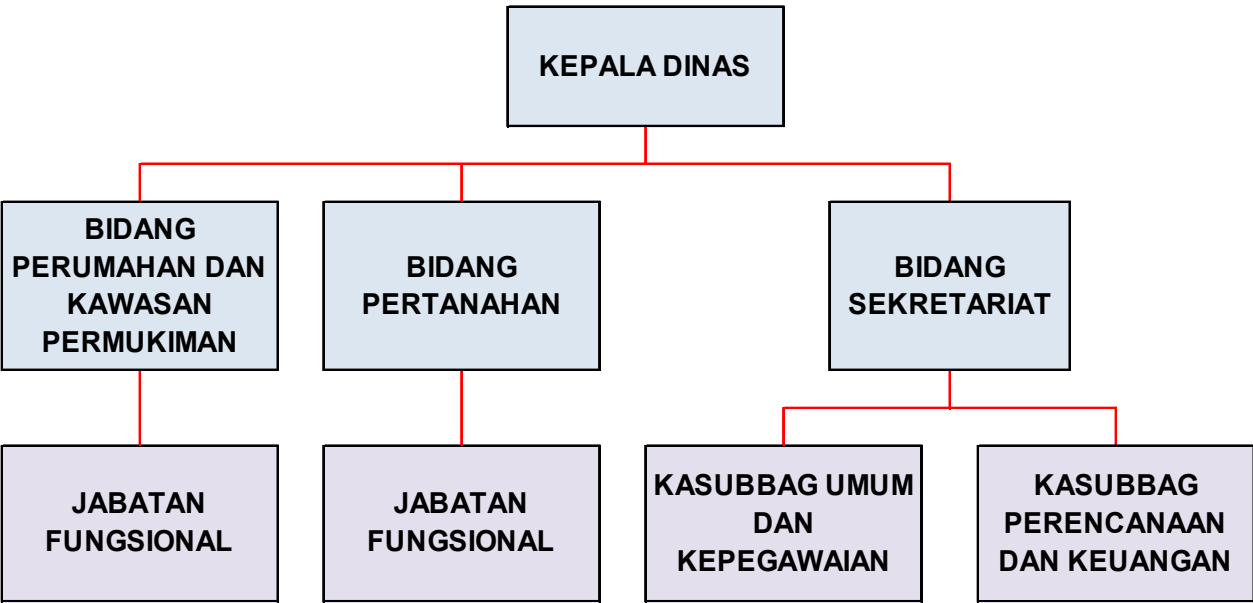 KEPALA DINAS
BIDANG
PERUMAHAN DAN
KAWASAN
PERMUKIMAN
BIDANG
PERTANAHAN
BIDANG
SEKRETARIAT
JABATAN
FUNGSIONAL
JABATAN
FUNGSIONAL
KASUBBAG UMUM
DAN
KEPEGAWAIAN
KASUBBAG
PERENCANAAN
DAN KEUANGAN